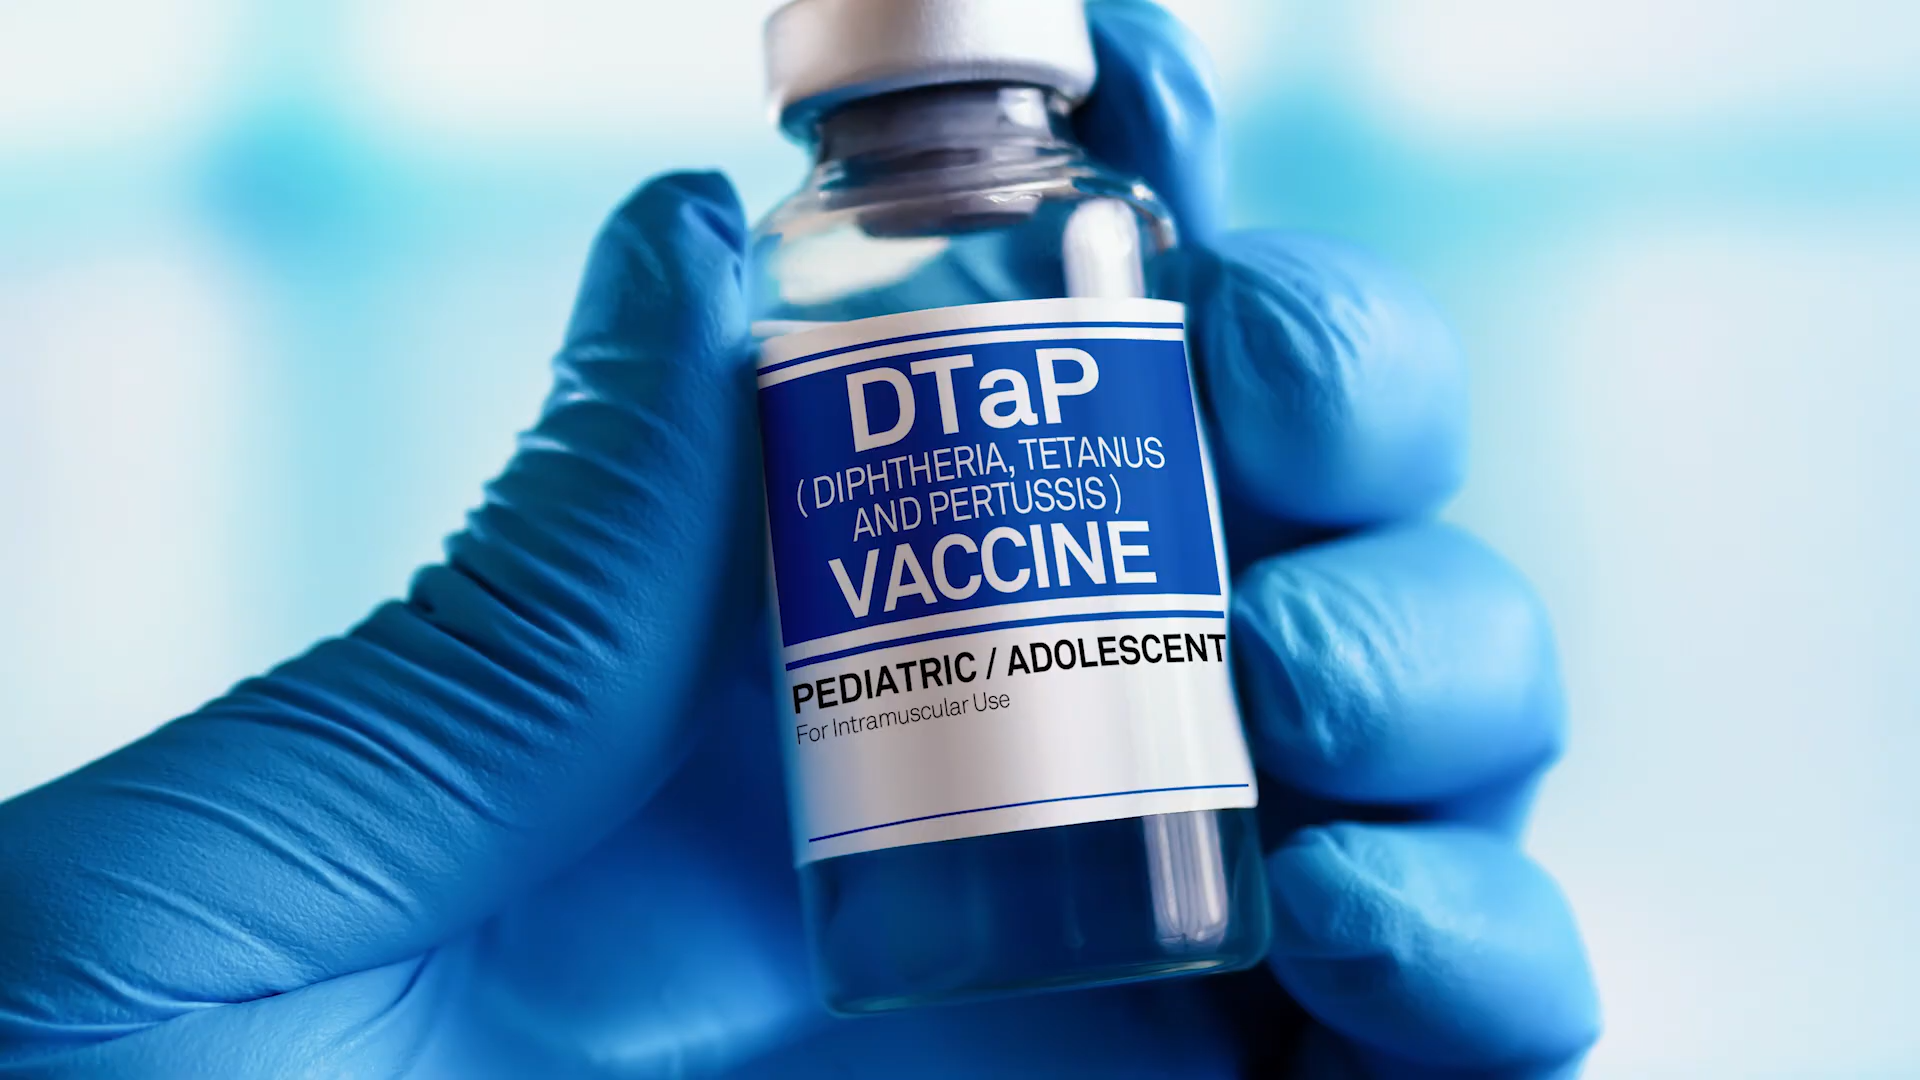 DTaP
( DIPHTHERIA, TETANUS
AND PERTUSSIS )
VACCINE
PEDIATRIC / ADOLESCENT
For Intramuscular Use